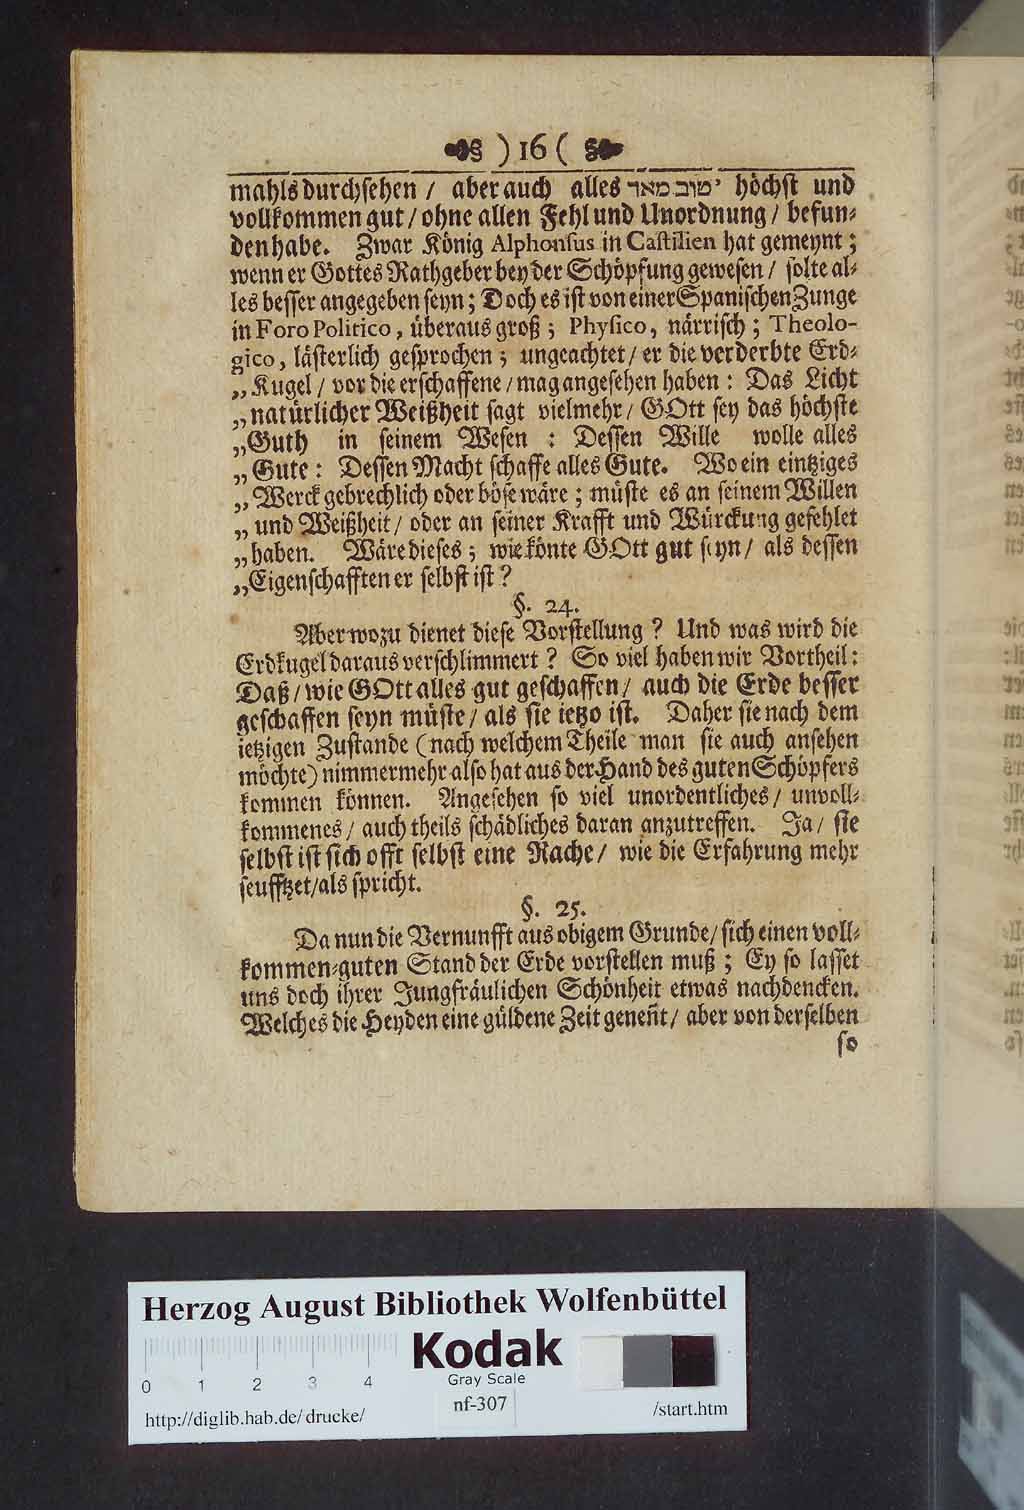 ) 16 (
mahls durchsehen / aber auch alles טוב מאד höchst und
vollkommen gut / ohne allen Fehl und Unordnung / befun⸗
den habe. Zwar König Alphonsus in Castilien hat gemeynt;
wenn er Gottes Rathgeber bey der Schöpfung gewesen / solte al⸗
les besser angegeben seyn; Doch es ist von einer Spanischen Zunge
in Foro Politico, überaus groß; Physico, närrisch; Theolo-
gico, lästerlich gesprochen; ungeachtet / er die verderbte Erd⸗
„Kugel / vor die erschaffene / mag angesehen haben: Das Licht
„natürlicher Weißheit sagt vielmehr / GOtt sey das höchste
„Guth in seinem Wesen: Dessen Wille wolle alles
„Gute: Dessen Macht schaffe alles Gute. Wo ein eintziges
„Werck gebrechlich oder böse wäre; müste es an seinem Willen
„und Weißheit / oder an seiner Krafft und Würckung gefehlet
„haben. Wäre dieses; wie könte GOtt gut seyn / als dessen
„Eigenschafften er selbst ist?
§. 24.
Aber wozu dienet diese Vorstellung? Und was wird die
Erdkugel daraus verschlimmert? So viel haben wir Vortheil:
Daß / wie GOtt alles gut geschaffen / auch die Erde besser
geschaffen seyn müste / als sie ietzo ist. Daher sie nach dem
ietzigen Zustande (nach welchem Theile man sie auch ansehen
möchte) nimmermehr also hat aus der Hand des guten Schöpfers
kommen können. Angesehen so viel unordentliches / unvoll⸗
kommenes / auch theils schädliches daran anzutreffen. Ja / sie
selbst ist sich offt selbst eine Rache / wie die Erfahrung mehr
seufftzet / als spricht.
§. 25.
Da nun die Vernunfft aus obigem Grunde / sich einen voll⸗
kommen⸗guten Stand der Erde vorstellen muß; Ey so lasset
uns doch ihrer Jungfräulichen Schönheit etwas nachdencken.
Welches die Heyden eine güldene Zeit geneñt / aber von derselben
so
Herzog August Bibliothek Wolfenbüttel
Kodak
Gray Scale
0 1 2 3 4
nf-307
http://diglib.hab.de/drucke/ /start.htm